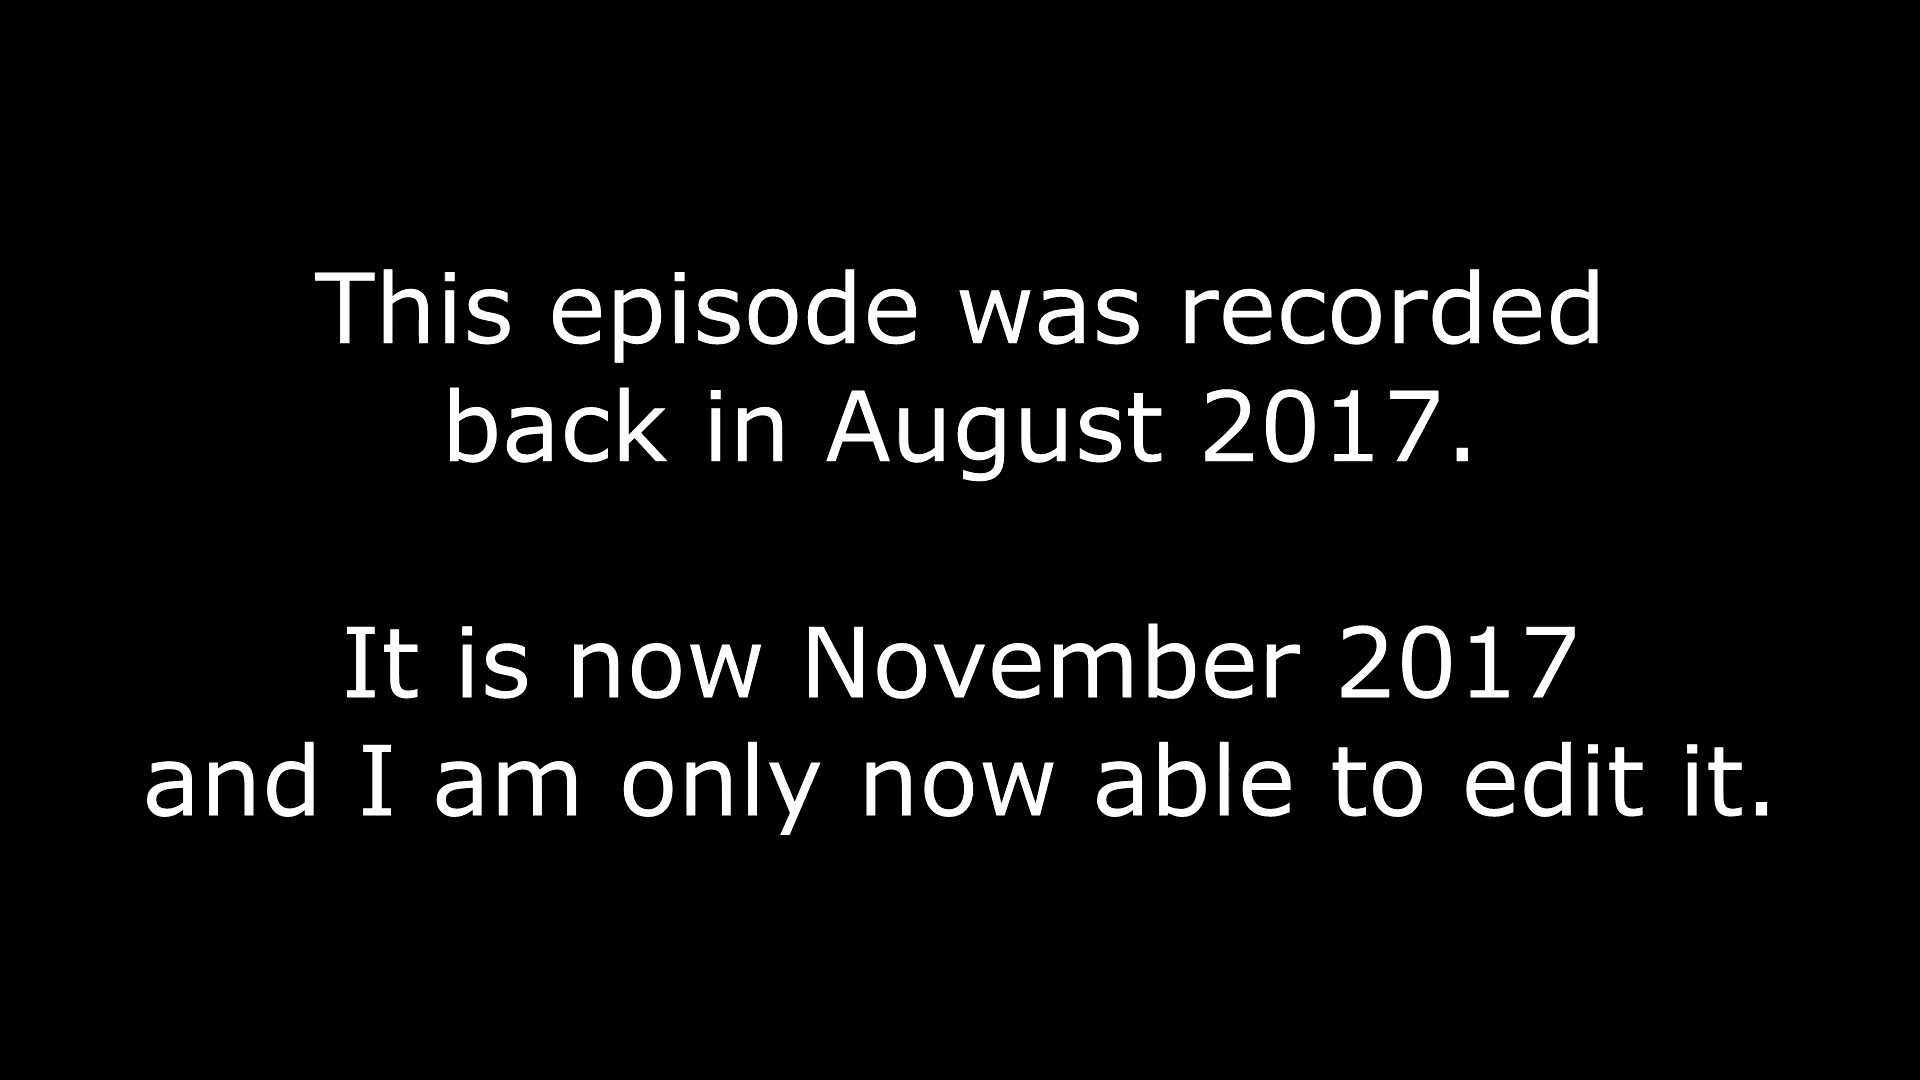 This episode was recorded
back in August 2017.
It is now November 2017
and I am only now able to edit it.